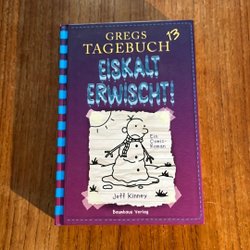 GREGS
TAGEBUCH 13
EISKALT
ERWISCHT!
Ein
Comic-
Roman
Jeff Kinney
Baumhaus Verlag